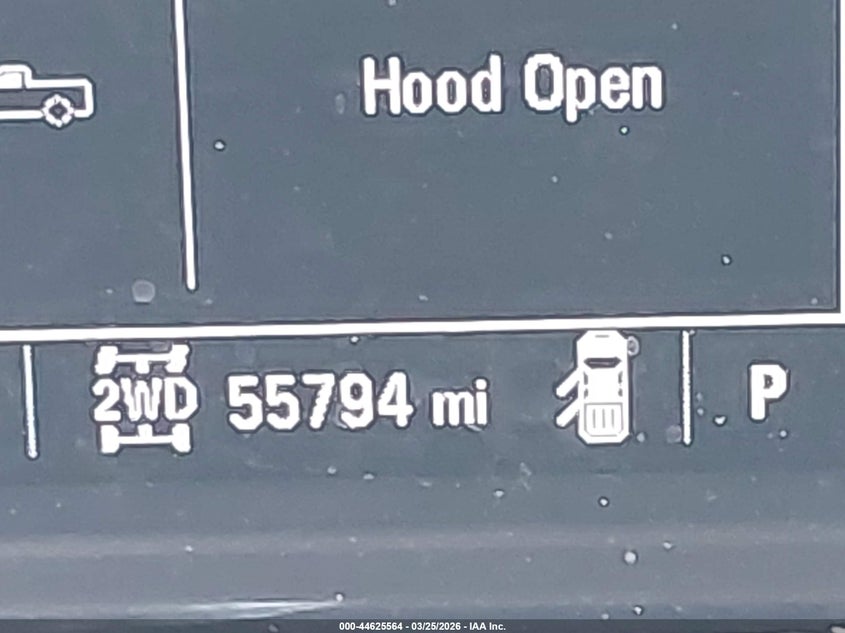 Hood Open
2WD 55794 mi P
000-44625564 - 03/25/2026 - IAA Inc.